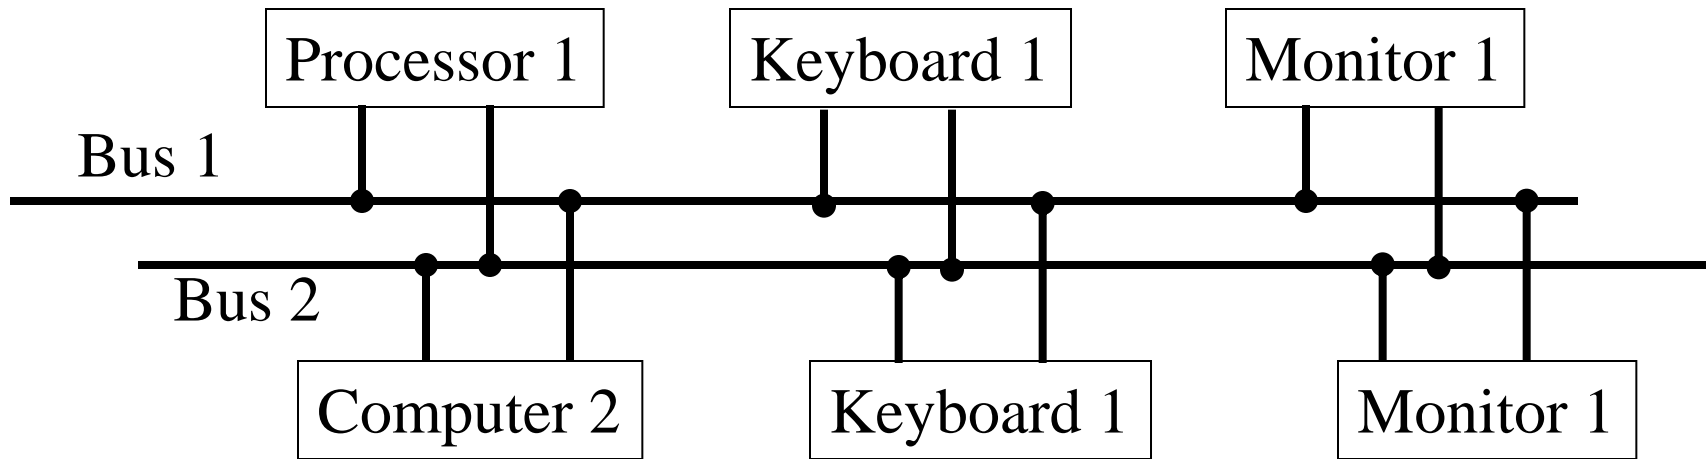 Processor 1
Keyboard 1
Monitor 1
Bus 1
Bus 2
Computer 2
Keyboard 1
Monitor 1